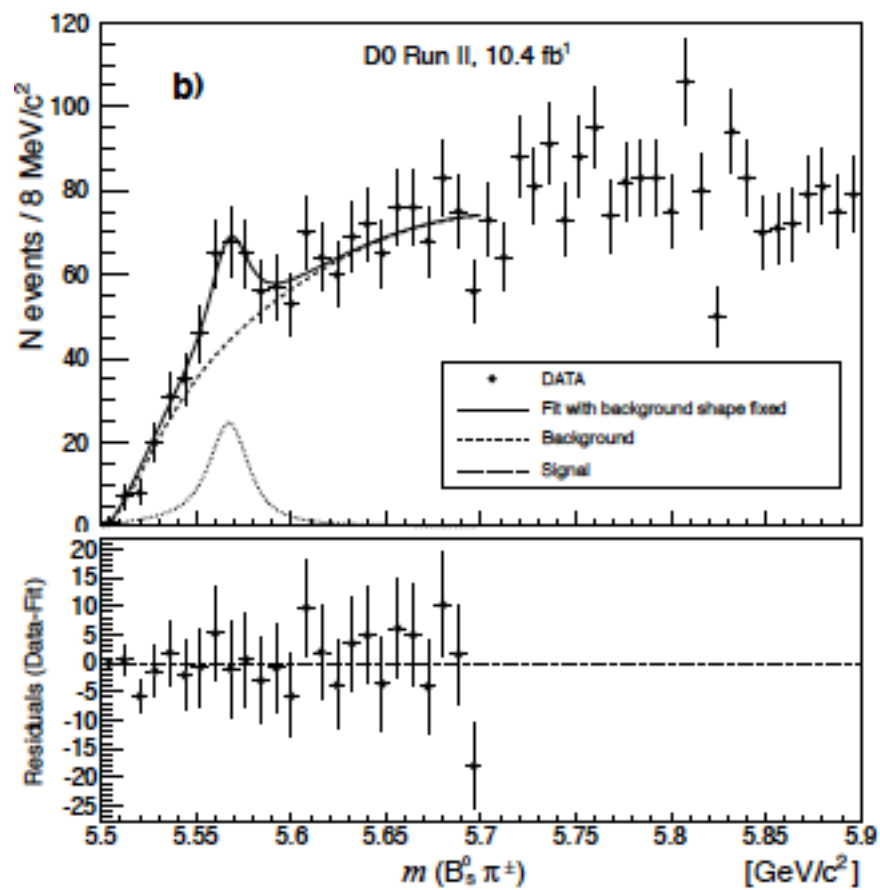 D0 Run II, 10.4 fb¹
b)
N events / 8 MeV/c²
120
100
80
60
40
20
0
DATA
Fit with background shape fixed
Background
Signal
Residuals (Data-Fit)
20
15
10
5
0
-5
-10
-15
-20
-25
5.5 5.55 5.6 5.65 5.7 5.75 5.8 5.85 5.9
m (B⁰ₛ π±) [GeV/c²]